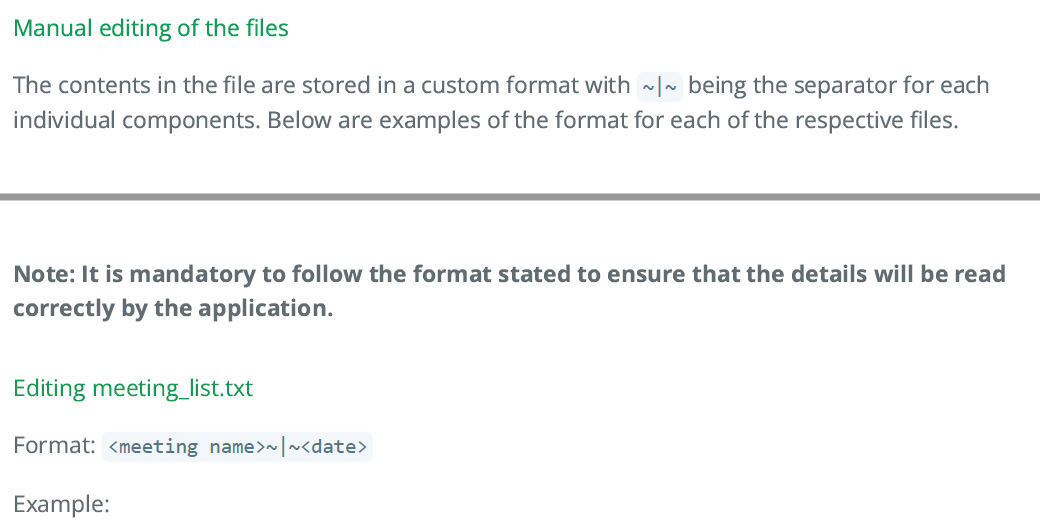 Manual editing of the files
The contents in the file are stored in a custom format with ~|~ being the separator for each
individual components. Below are examples of the format for each of the respective files.
Note: It is mandatory to follow the format stated to ensure that the details will be read
correctly by the application.
Editing meeting_list.txt
Format: <meeting name>~|~<date>
Example: